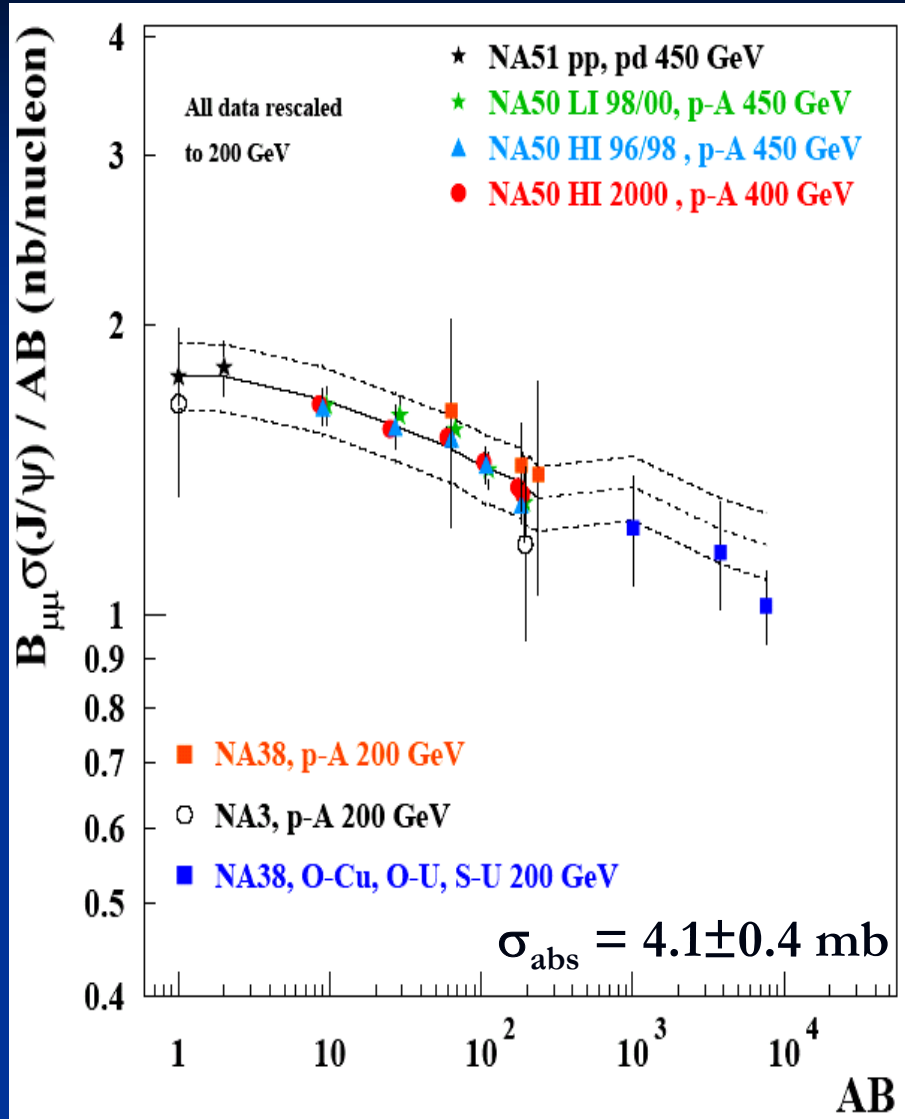 B_μμ σ(J/ψ) / AB (nb/nucleon)
4
3
2
1
0.9
0.8
0.7
0.6
0.5
0.4
All data rescaled
to 200 GeV
★ NA51 pp, pd 450 GeV
★ NA50 LI 98/00, p-A 450 GeV
▲ NA50 HI 96/98 , p-A 450 GeV
● NA50 HI 2000 , p-A 400 GeV
■ NA38, p-A 200 GeV
○ NA3, p-A 200 GeV
■ NA38, O-Cu, O-U, S-U 200 GeV
σ_abs = 4.1±0.4 mb
1 10 10² 10³ 10⁴
AB